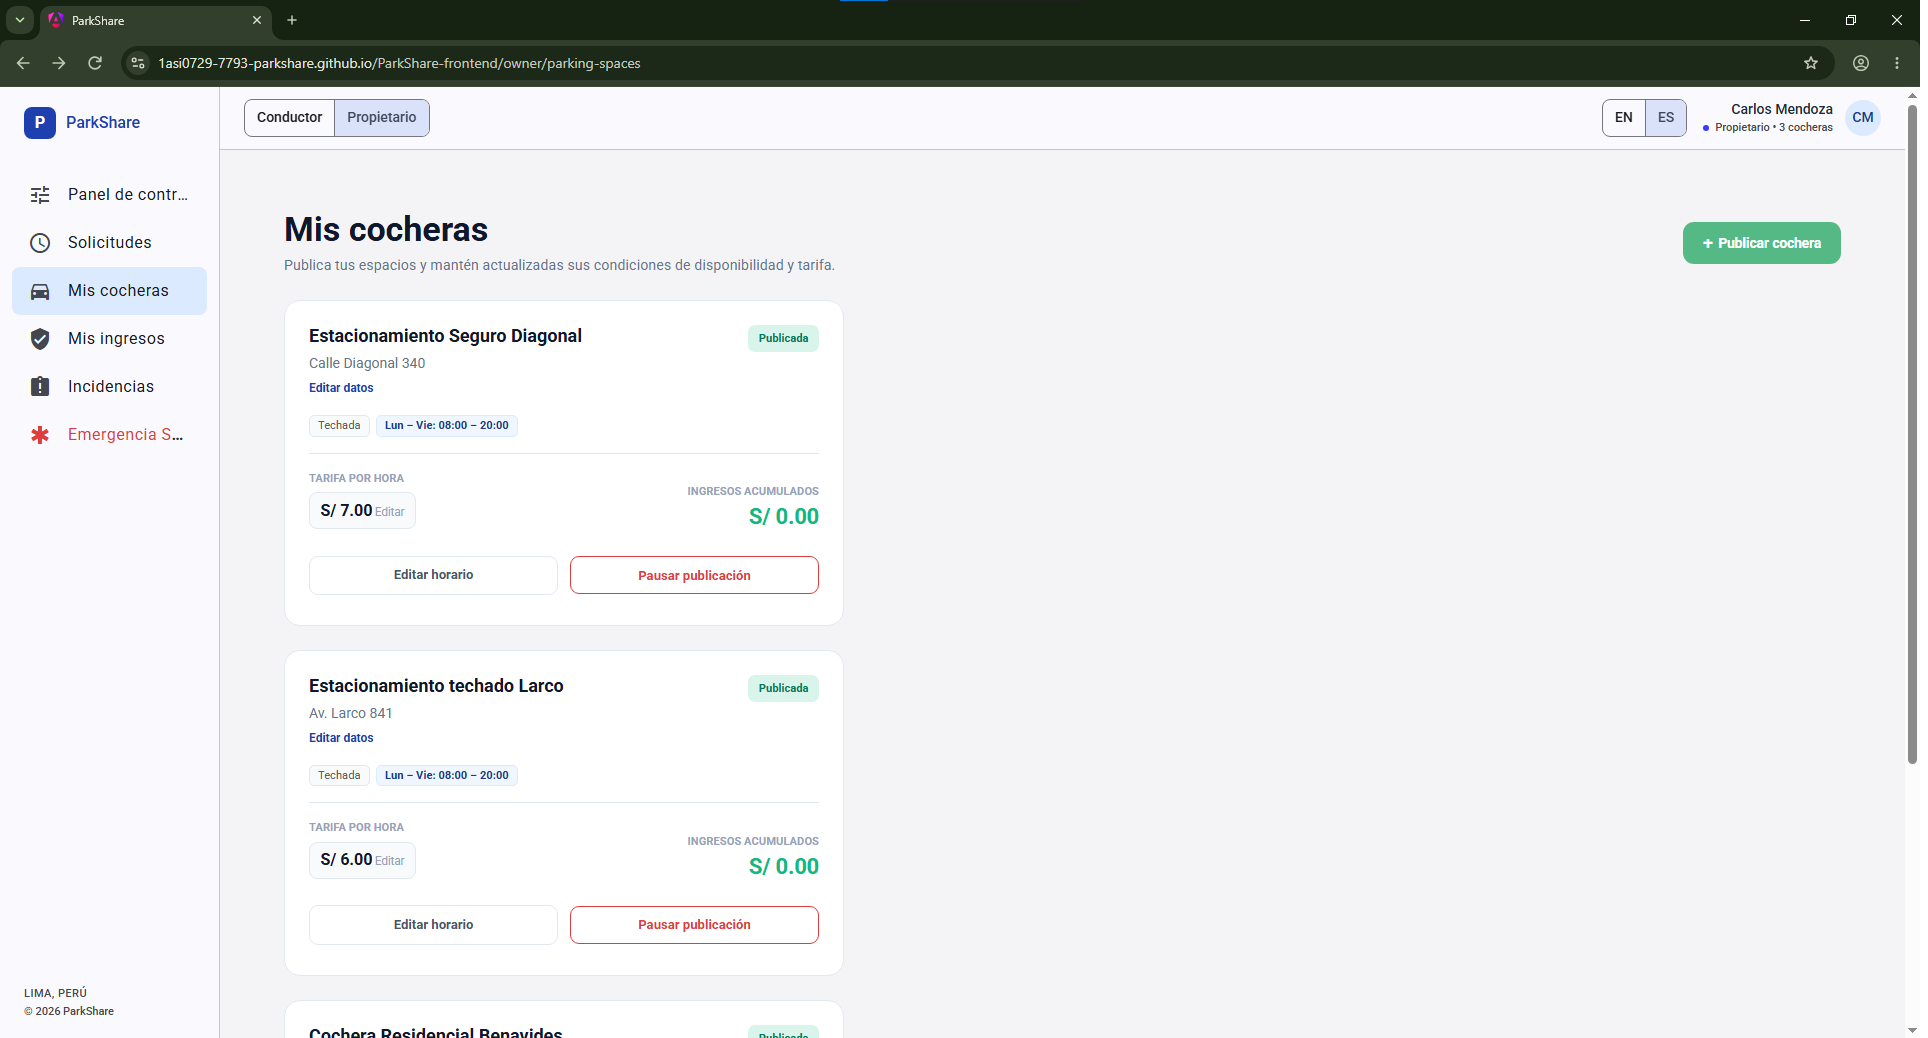 ParkShare
1asi0729-7793-parkshare.github.io/ParkShare-frontend/owner/parking-spaces
P ParkShare
Conductor Propietario
EN ES
Carlos Mendoza
Propietario • 3 cocheras
CM
Panel de contr...
Solicitudes
Mis cocheras
Mis ingresos
Incidencias
Emergencia S...
LIMA, PERÚ
© 2026 ParkShare
Mis cocheras
Publica tus espacios y mantén actualizadas sus condiciones de disponibilidad y tarifa.
+ Publicar cochera
Estacionamiento Seguro Diagonal
Publicada
Calle Diagonal 340
Editar datos
Techada Lun – Vie: 08:00 – 20:00
TARIFA POR HORA
S/ 7.00 Editar
INGRESOS ACUMULADOS
S/ 0.00
Editar horario Pausar publicación
Estacionamiento techado Larco
Publicada
Av. Larco 841
Editar datos
Techada Lun – Vie: 08:00 – 20:00
TARIFA POR HORA
S/ 6.00 Editar
INGRESOS ACUMULADOS
S/ 0.00
Editar horario Pausar publicación
Cochera Residencial Benavides
Publicada